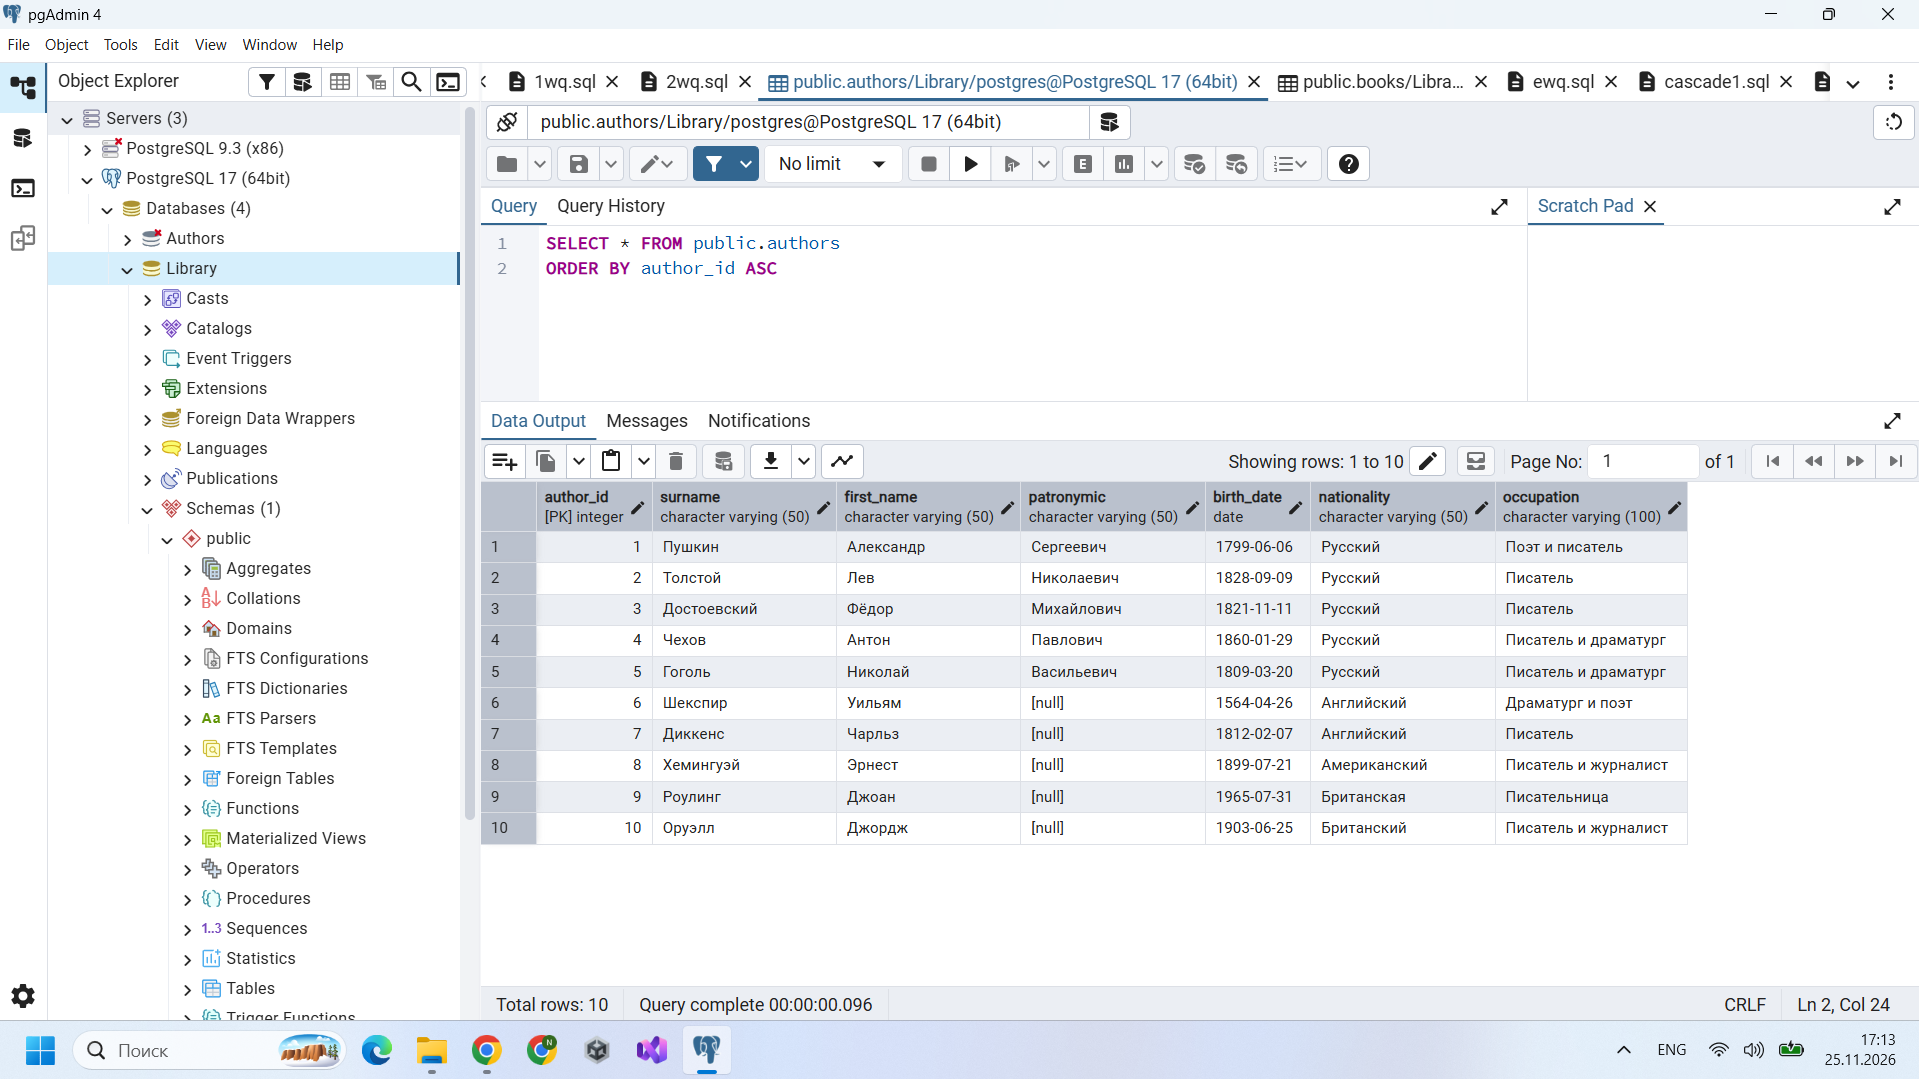 pgAdmin 4
File Object Tools Edit View Window Help
Object Explorer
1wq.sql 2wq.sql public.authors/Library/postgres@PostgreSQL 17 (64bit) public.books/Libra... ewq.sql cascade1.sql
public.authors/Library/postgres@PostgreSQL 17 (64bit)
No limit
E
Query Query History
Scratch Pad
1 SELECT * FROM public.authors
2 ORDER BY author_id ASC
Servers (3)
PostgreSQL 9.3 (x86)
PostgreSQL 17 (64bit)
Databases (4)
Authors
Library
Casts
Catalogs
Event Triggers
Extensions
Foreign Data Wrappers
Languages
Publications
Schemas (1)
public
Aggregates
Collations
Domains
FTS Configurations
FTS Dictionaries
Aa FTS Parsers
FTS Templates
Foreign Tables
Functions
Materialized Views
Operators
Procedures
1..3 Sequences
Statistics
Tables
Trigger Functions
Data Output Messages Notifications
Showing rows: 1 to 10 Page No: 1 of 1
author_id surname first_name patronymic birth_date nationality occupation
[PK] integer character varying (50) character varying (50) character varying (50) date character varying (50) character varying (100)
1 1 Пушкин Александр Сергеевич 1799-06-06 Русский Поэт и писатель
2 2 Толстой Лев Николаевич 1828-09-09 Русский Писатель
3 3 Достоевский Фёдор Михайлович 1821-11-11 Русский Писатель
4 4 Чехов Антон Павлович 1860-01-29 Русский Писатель и драматург
5 5 Гоголь Николай Васильевич 1809-03-20 Русский Писатель и драматург
6 6 Шекспир Уильям [null] 1564-04-26 Английский Драматург и поэт
7 7 Диккенс Чарльз [null] 1812-02-07 Английский Писатель
8 8 Хемингуэй Эрнест [null] 1899-07-21 Американский Писатель и журналист
9 9 Роулинг Джоан [null] 1965-07-31 Британская Писательница
10 10 Оруэлл Джордж [null] 1903-06-25 Британский Писатель и журналист
Total rows: 10 Query complete 00:00:00.096 CRLF Ln 2, Col 24
Поиск
N
ENG
17:13
25.11.2026